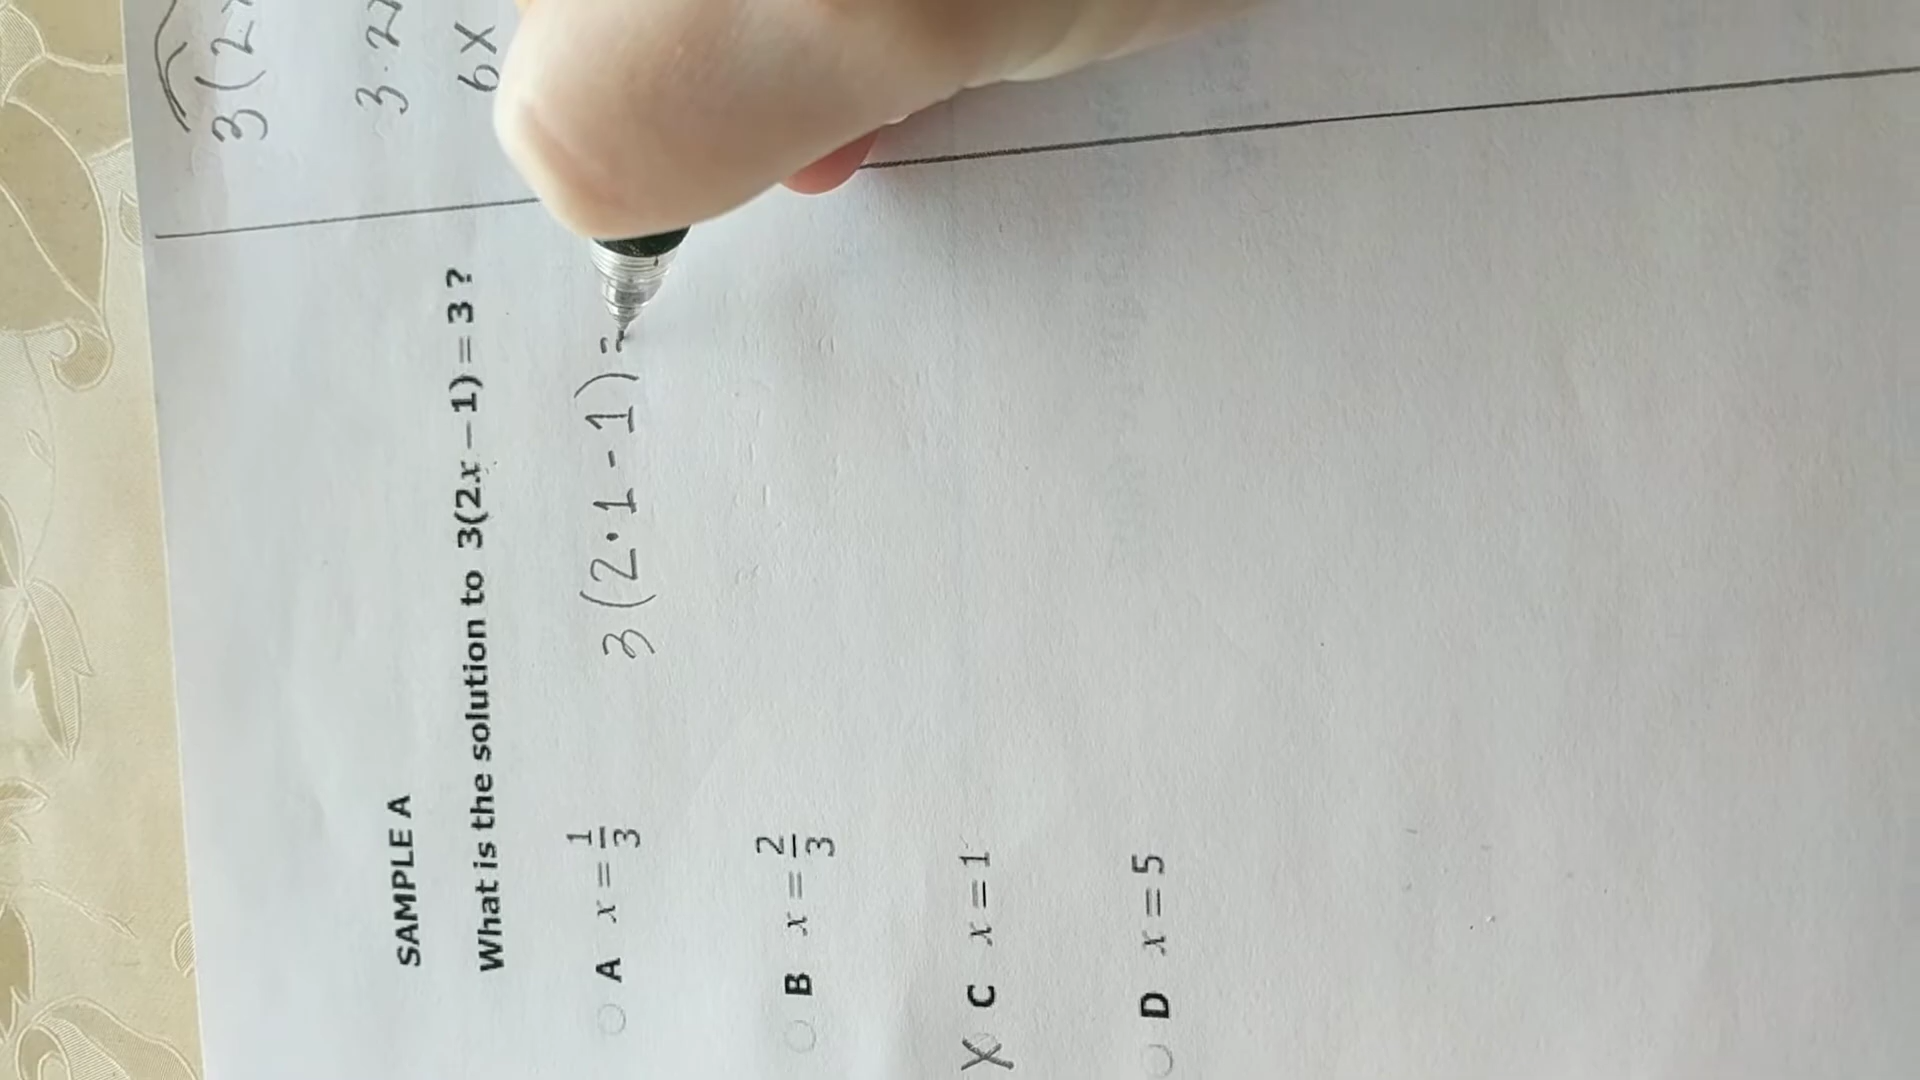 3(2
3·2
6X
SAMPLE A
What is the solution to 3(2x − 1) = 3 ?
3(2·1-1)=
A x = 1/3
B x = 2/3
X C x = 1
D x = 5